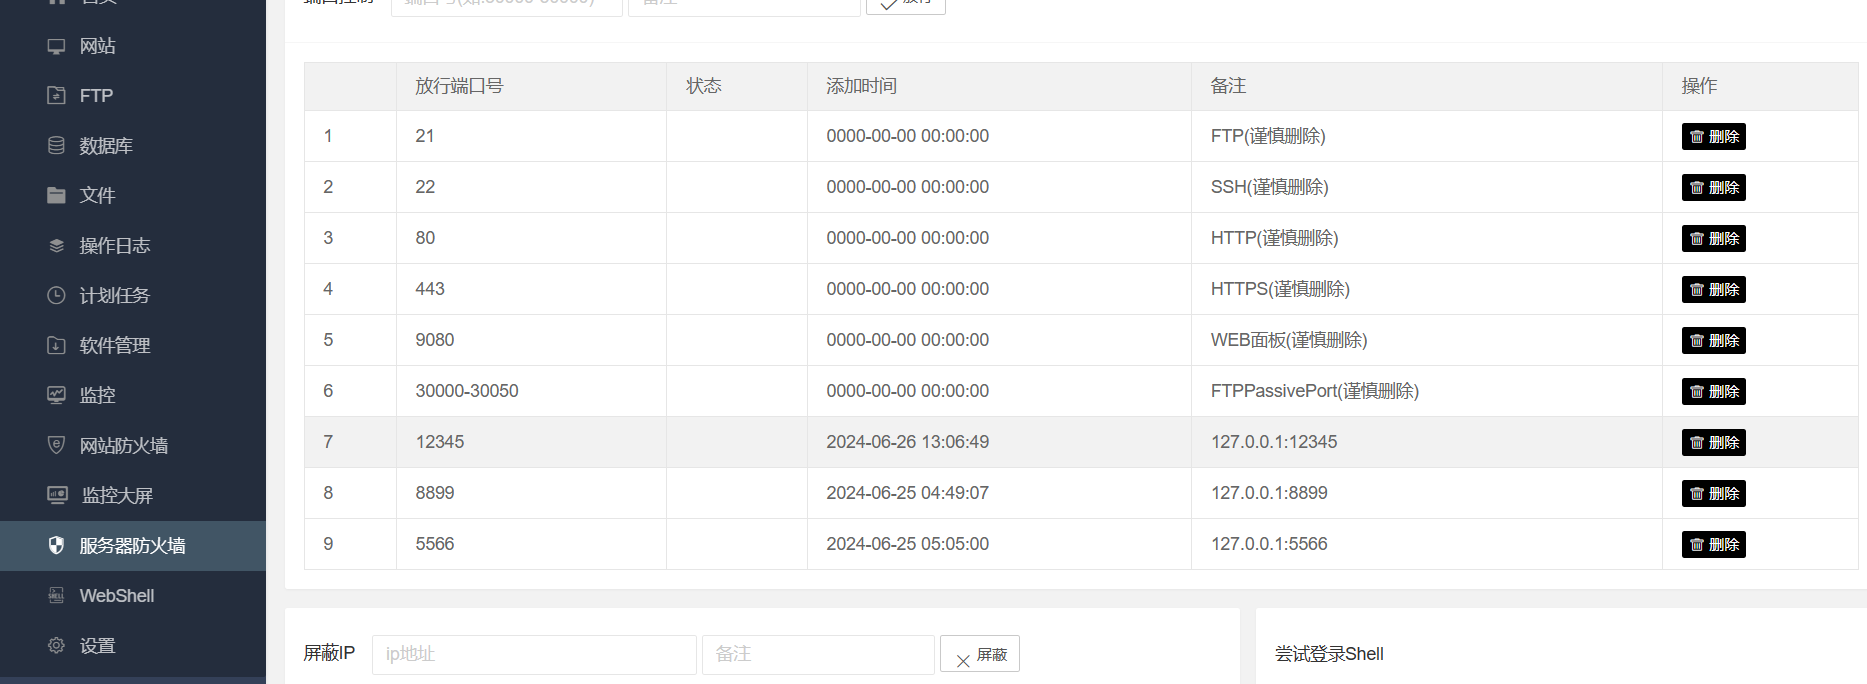 首页
网站
FTP
数据库
文件
操作日志
计划任务
软件管理
监控
网站防火墙
监控大屏
服务器防火墙
WebShell
设置
放行端口号 状态 添加时间 备注 操作
1 21 0000-00-00 00:00:00 FTP(谨慎删除) 删除
2 22 0000-00-00 00:00:00 SSH(谨慎删除) 删除
3 80 0000-00-00 00:00:00 HTTP(谨慎删除) 删除
4 443 0000-00-00 00:00:00 HTTPS(谨慎删除) 删除
5 9080 0000-00-00 00:00:00 WEB面板(谨慎删除) 删除
6 30000-30050 0000-00-00 00:00:00 FTPPassivePort(谨慎删除) 删除
7 12345 2024-06-26 13:06:49 127.0.0.1:12345 删除
8 8899 2024-06-25 04:49:07 127.0.0.1:8899 删除
9 5566 2024-06-25 05:05:00 127.0.0.1:5566 删除
屏蔽IP ip地址 备注 屏蔽
尝试登录Shell